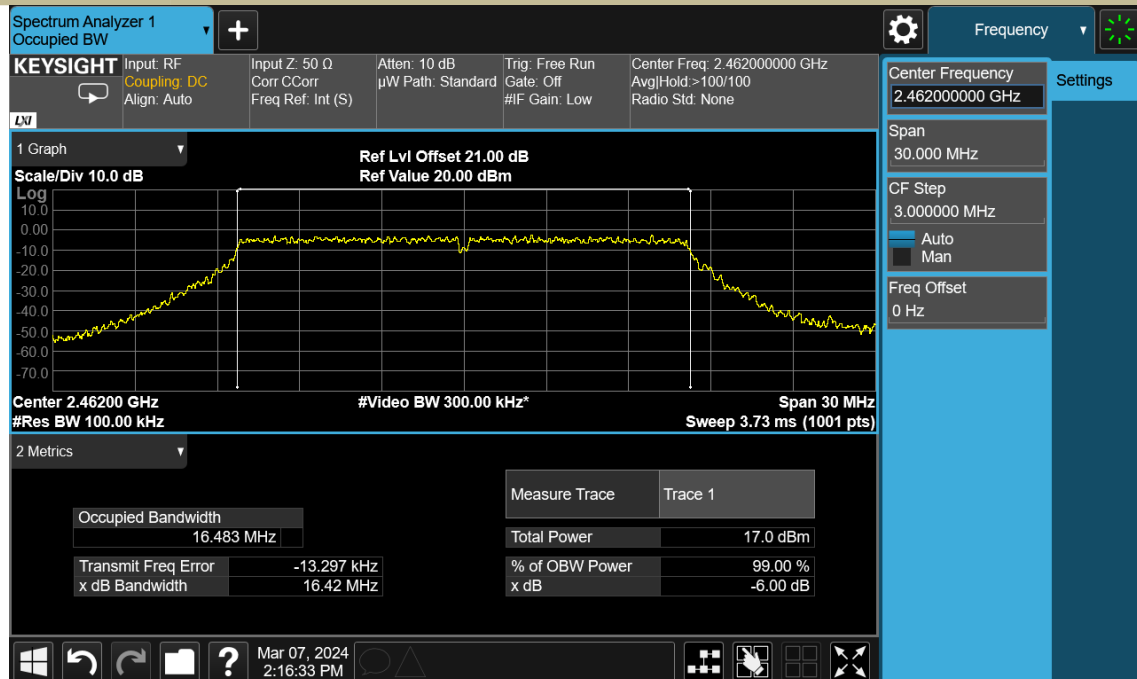 Spectrum Analyzer 1
Occupied BW
Frequency
KEYSIGHT
LXI
Input: RF
Coupling: DC
Align: Auto
Input Z: 50 Ω
Corr CCorr
Freq Ref: Int (S)
Atten: 10 dB
µW Path: Standard
Trig: Free Run
Gate: Off
#IF Gain: Low
Center Freq: 2.462000000 GHz
Avg|Hold:>100/100
Radio Std: None
1 Graph
Scale/Div 10.0 dB
Ref Lvl Offset 21.00 dB
Ref Value 20.00 dBm
Log
10.0
0.00
-10.0
-20.0
-30.0
-40.0
-50.0
-60.0
-70.0
Center 2.46200 GHz
#Video BW 300.00 kHz*
Span 30 MHz
#Res BW 100.00 kHz
Sweep 3.73 ms (1001 pts)
2 Metrics
Measure Trace Trace 1
Occupied Bandwidth
16.483 MHz
Total Power 17.0 dBm
Transmit Freq Error -13.297 kHz
% of OBW Power 99.00 %
x dB Bandwidth 16.42 MHz
x dB -6.00 dB
?
Mar 07, 2024
2:16:33 PM
Center Frequency
2.462000000 GHz
Settings
Span
30.000 MHz
CF Step
3.000000 MHz
Auto
Man
Freq Offset
0 Hz